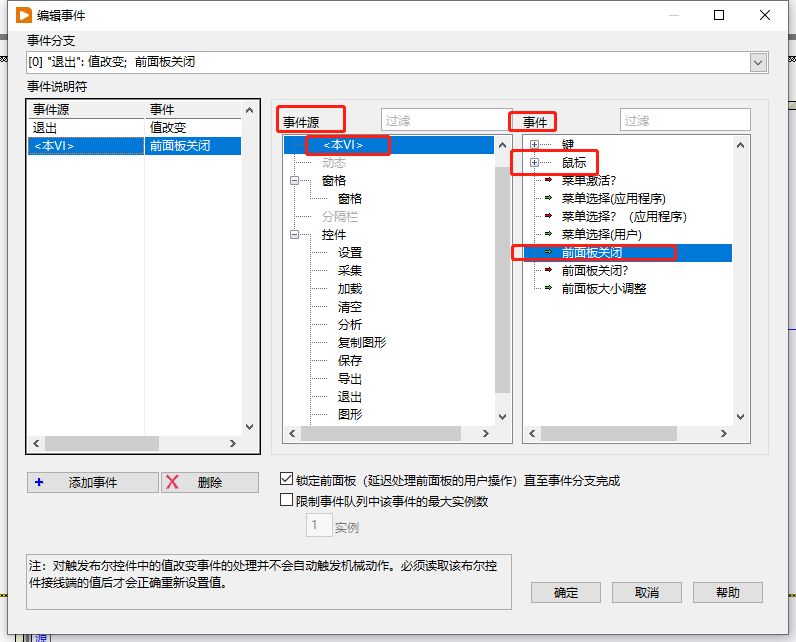 编辑事件
事件分支
[0] "退出": 值改变; 前面板关闭
事件说明符
事件源 事件
退出 值改变
<本VI> 前面板关闭
事件源 过滤
<本VI>
动态
窗格
窗格
分隔栏
控件
设置
采集
加载
清空
分析
复制图形
保存
导出
退出
图形
事件 过滤
键
鼠标
菜单激活?
菜单选择(应用程序)
菜单选择? (应用程序)
菜单选择(用户)
前面板关闭
前面板关闭?
前面板大小调整
添加事件 删除
锁定前面板（延迟处理前面板的用户操作）直至事件分支完成
限制事件队列中该事件的最大实例数
1 实例
注：对触发布尔控件中的值改变事件的处理并不会自动触发机械动作。必须读取该布尔控
件接线端的值后才会正确重新设置值。
确定 取消 帮助
源